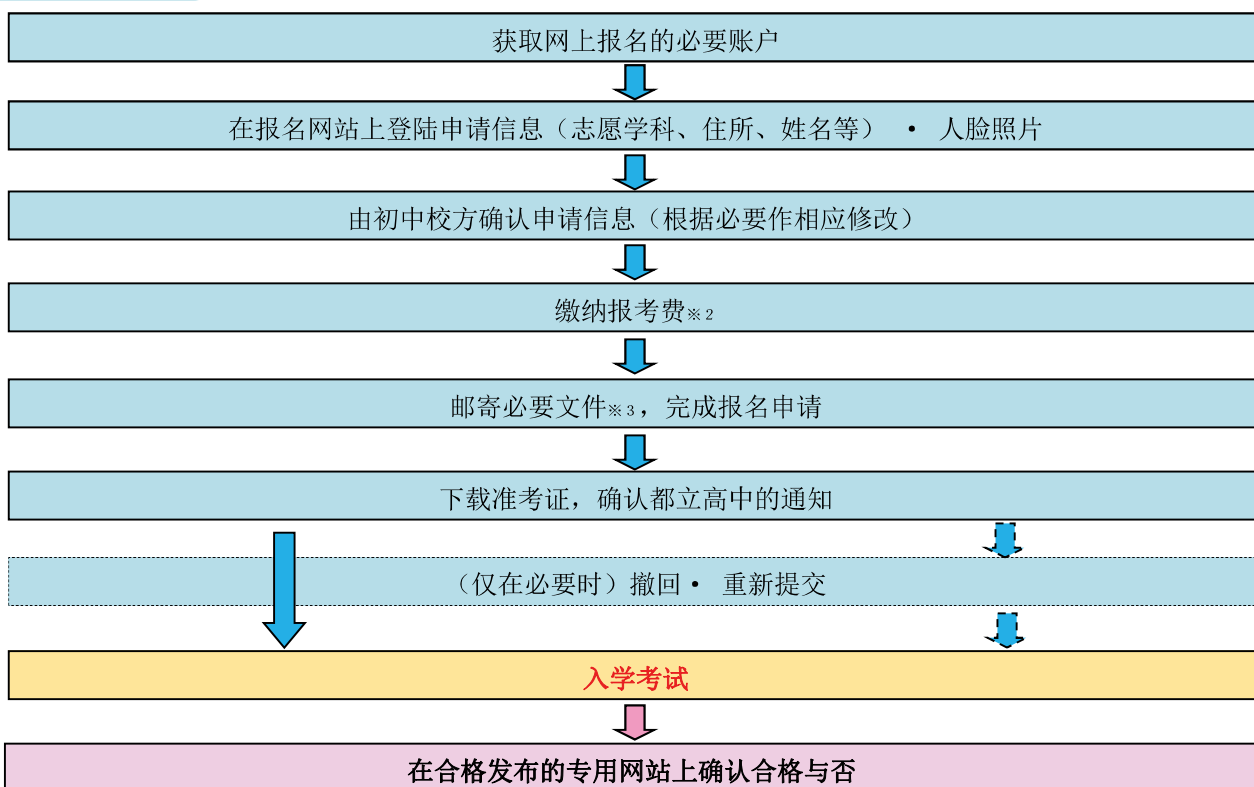 获取网上报名的必要账户
在报名网站上登陆申请信息（志愿学科、住所、姓名等） • 人脸照片
由初中校方确认申请信息（根据必要作相应修改）
缴纳报考费※2
邮寄必要文件※3，完成报名申请
下载准考证，确认都立高中的通知
（仅在必要时）撤回• 重新提交
入学考试
在合格发布的专用网站上确认合格与否